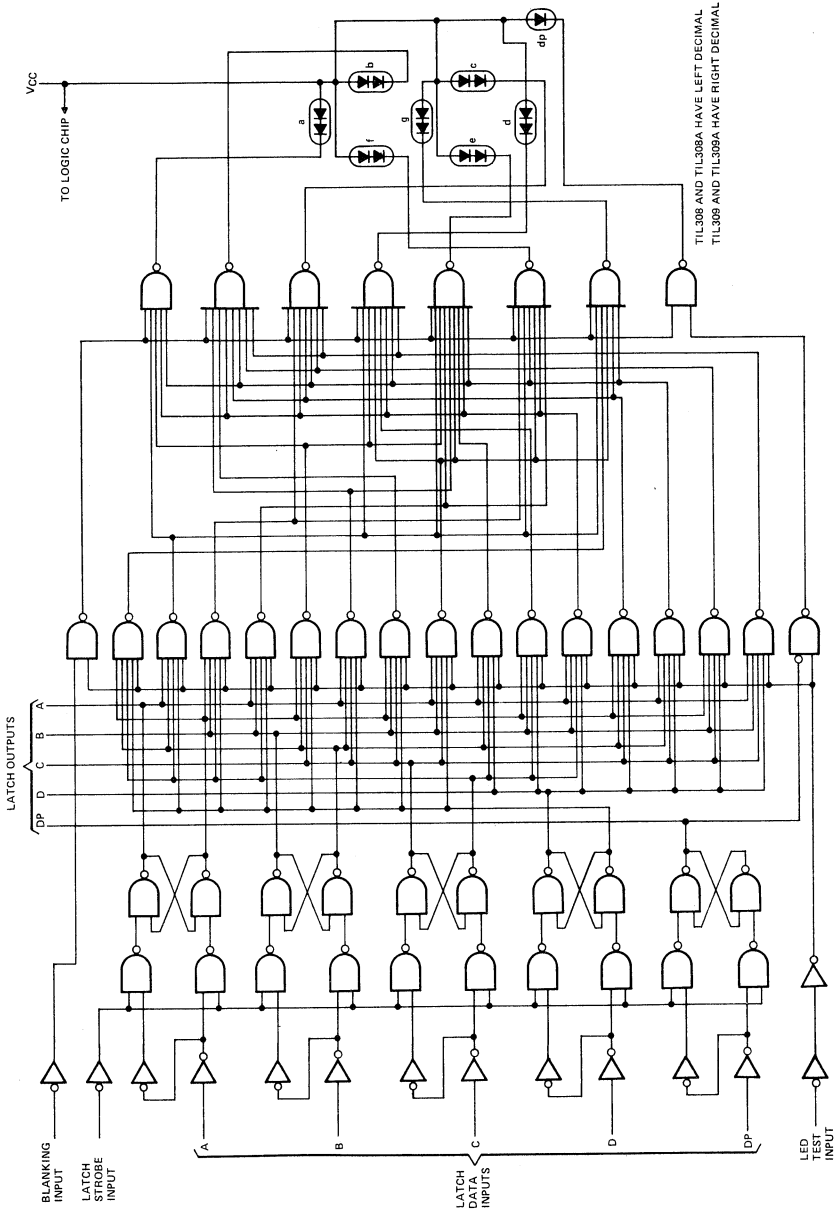 BLANKING
INPUT
LATCH
STROBE
INPUT
LATCH
DATA
INPUTS
A
B
C
D
DP
LED
TEST
INPUT
LATCH OUTPUTS
DP
D
C
B
A
VCC
TO LOGIC CHIP
a
b
f
g
c
e
d
dp
TIL308 AND TIL308A HAVE LEFT DECIMAL
TIL309 AND TIL309A HAVE RIGHT DECIMAL